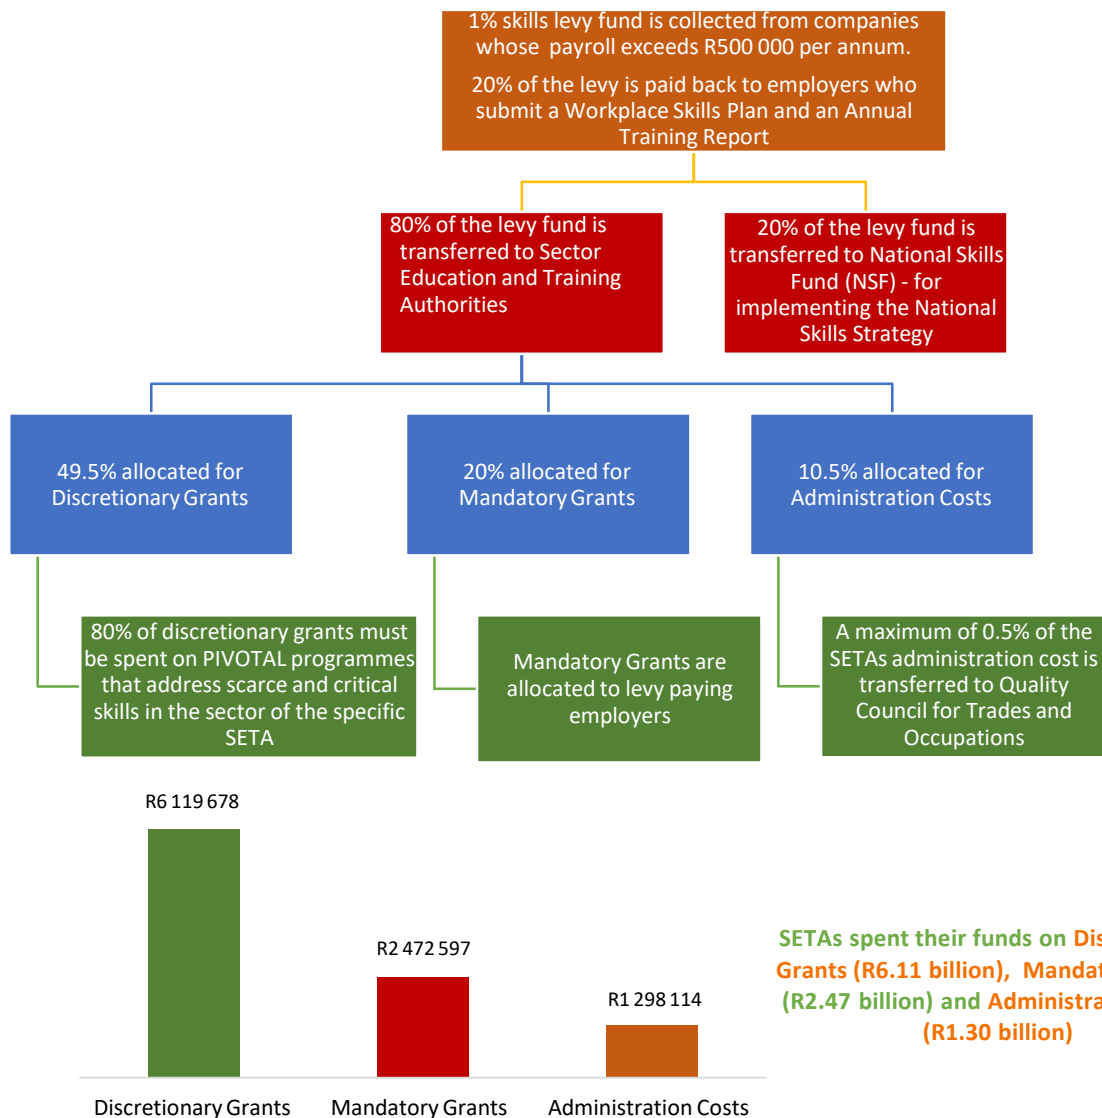 1% skills levy fund is collected from companies
whose payroll exceeds R500 000 per annum.
20% of the levy is paid back to employers who
submit a Workplace Skills Plan and an Annual
Training Report
80% of the levy fund is
transferred to Sector
Education and Training
Authorities
20% of the levy fund is
transferred to National Skills
Fund (NSF) - for
implementing the National
Skills Strategy
49.5% allocated for
Discretionary Grants
20% allocated for
Mandatory Grants
10.5% allocated for
Administration Costs
80% of discretionary grants must
be spent on PIVOTAL programmes
that address scarce and critical
skills in the sector of the specific
SETA
Mandatory Grants are
allocated to levy paying
employers
A maximum of 0.5% of the
SETAs administration cost is
transferred to Quality
Council for Trades and
Occupations
R6 119 678
R2 472 597
R1 298 114
Discretionary Grants
Mandatory Grants
Administration Costs
SETAs spent their funds on
Grants (R6.11 billion),
(R2.47 billion) and
(R1.30 billion)